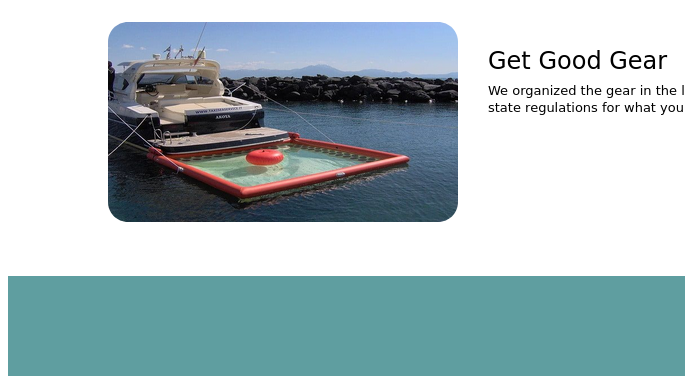 Get Good Gear
We organized the gear in the
state regulations for what you